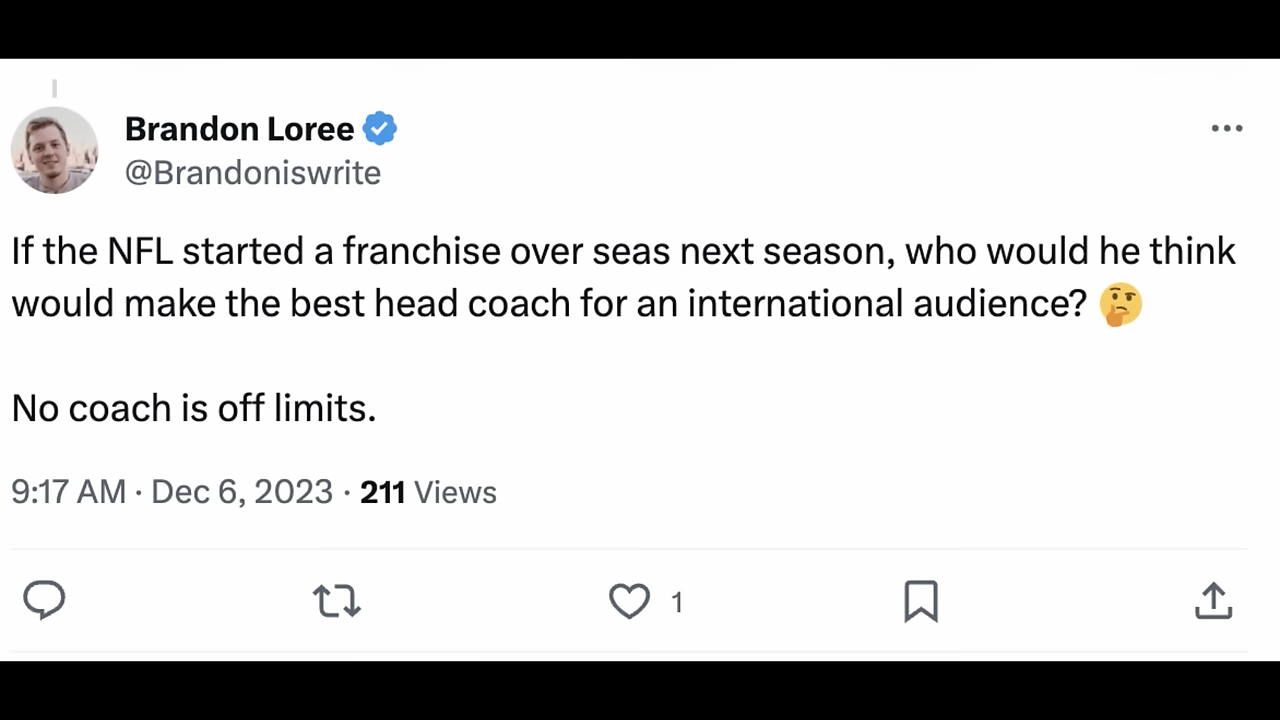 Brandon Loree
@Brandoniswrite
If the NFL started a franchise over seas next season, who would he think
would make the best head coach for an international audience? 🤔
No coach is off limits.
9:17 AM · Dec 6, 2023 · 211 Views
1